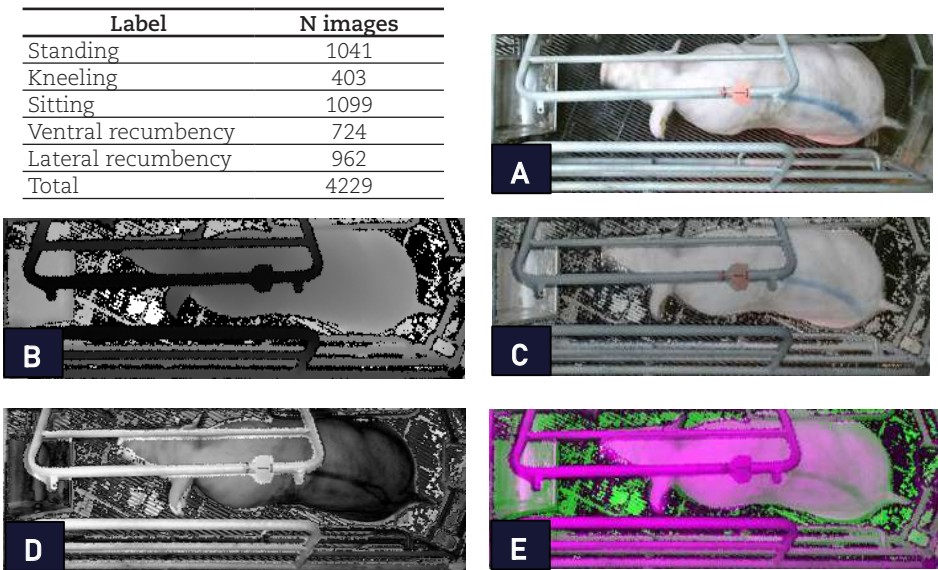 Label N images
Standing 1041
Kneeling 403
Sitting 1099
Ventral recumbency 724
Lateral recumbency 962
Total 4229
A
B
C
D
E